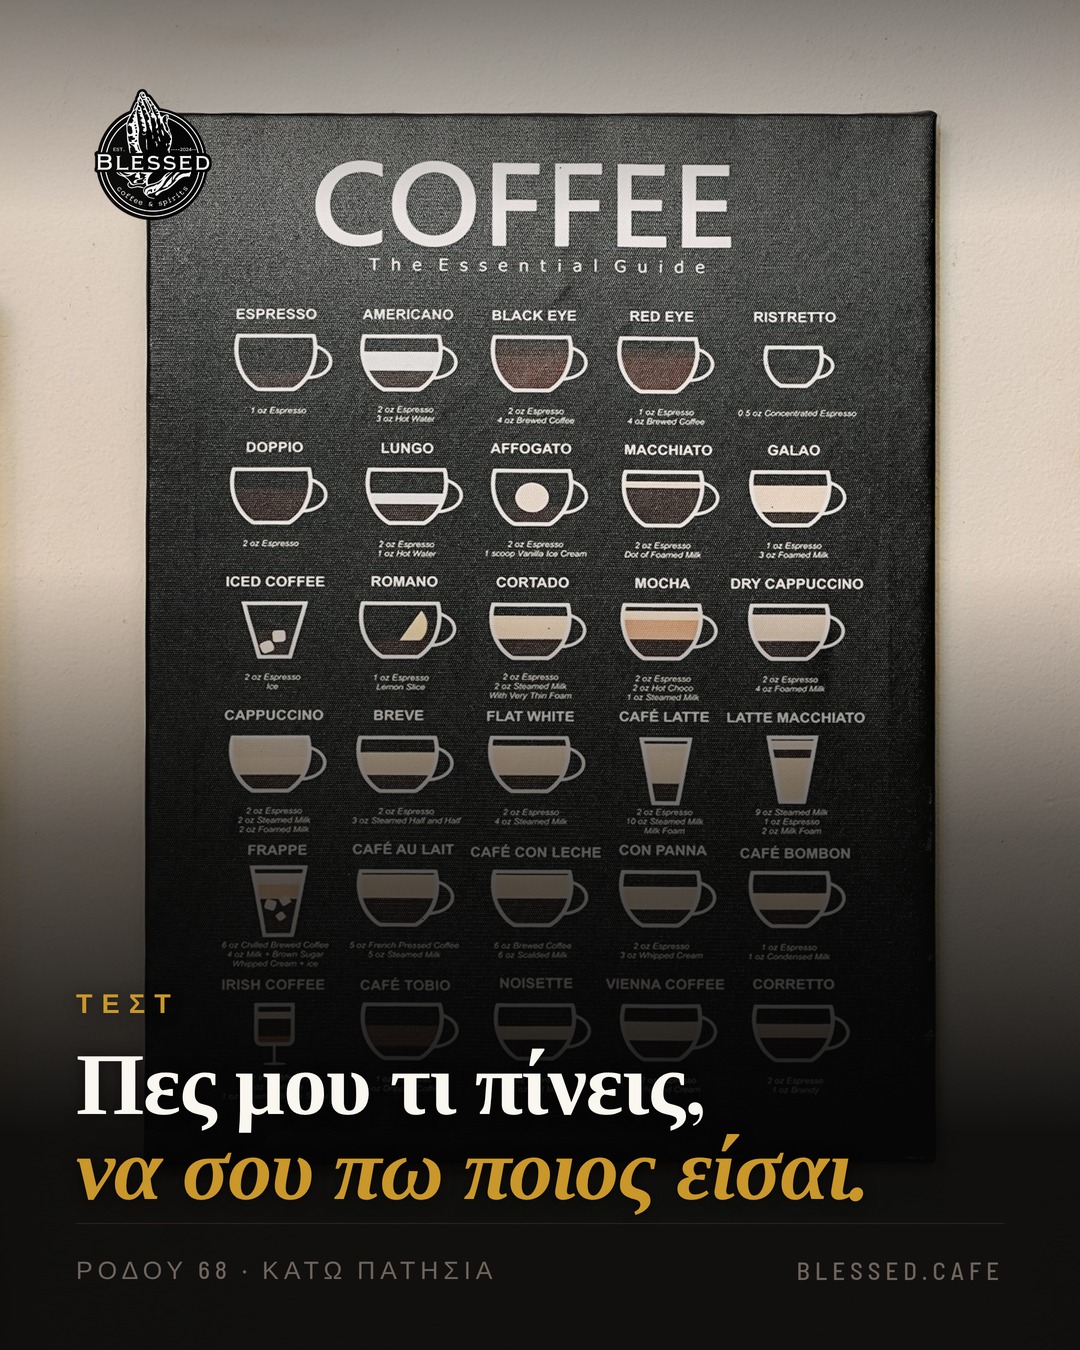 EST. 2024
BLESSED
coffee & spirits
COFFEE
The Essential Guide
ESPRESSO AMERICANO BLACK EYE RED EYE RISTRETTO
1 oz Espresso
2 oz Espresso
3 oz Hot Water
2 oz Espresso
4 oz Brewed Coffee
1 oz Espresso
4 oz Brewed Coffee
0 5 oz Concentrated Espresso
DOPPIO LUNGO AFFOGATO MACCHIATO GALAO
2 oz Espresso
2 oz Espresso
1 oz Hot Water
2 oz Espresso
1 scoop Vanilla Ice Cream
2 oz Espresso
Dot of Foamed Milk
1 oz Espresso
3 oz Foamed Milk
ICED COFFEE ROMANO CORTADO MOCHA DRY CAPPUCCINO
2 oz Espresso
Ice
1 oz Espresso
Lemon Slice
2 oz Espresso
2 oz Steamed Milk
With Very Thin Foam
2 oz Espresso
2 oz Hot Choco
1 oz Steamed Milk
2 oz Espresso
4 oz Foamed Milk
CAPPUCCINO BREVE FLAT WHITE CAFÉ LATTE LATTE MACCHIATO
2 oz Espresso
2 oz Steamed Milk
2 oz Foamed Milk
2 oz Espresso
3 oz Steamed Half and Half
2 oz Espresso
4 oz Steamed Milk
2 oz Espresso
10 oz Steamed Milk
Milk Foam
9 oz Steamed Milk
1 oz Espresso
2 oz Milk Foam
FRAPPE CAFÉ AU LAIT CAFÉ CON LECHE CON PANNA CAFÉ BOMBON
6 oz Chilled Brewed Coffee
4 oz Milk + Brown Sugar
Whipped Cream + ice
5 oz French Pressed Coffee
5 oz Steamed Milk
6 oz Brewed Coffee
6 oz Scalded Milk
2 oz Espresso
3 oz Whipped Cream
1 oz Espresso
1 oz Condensed Milk
IRISH COFFEE CAFÉ TOBIO NOISETTE VIENNA COFFEE CORRETTO
2 oz Espresso
1 oz Brandy
ΤΕΣΤ
Πες μου τι πίνεις,
να σου πω ποιος είσαι.
ΡΟΔΟΥ 68 · ΚΑΤΩ ΠΑΤΗΣΙΑ
BLESSED.CAFE